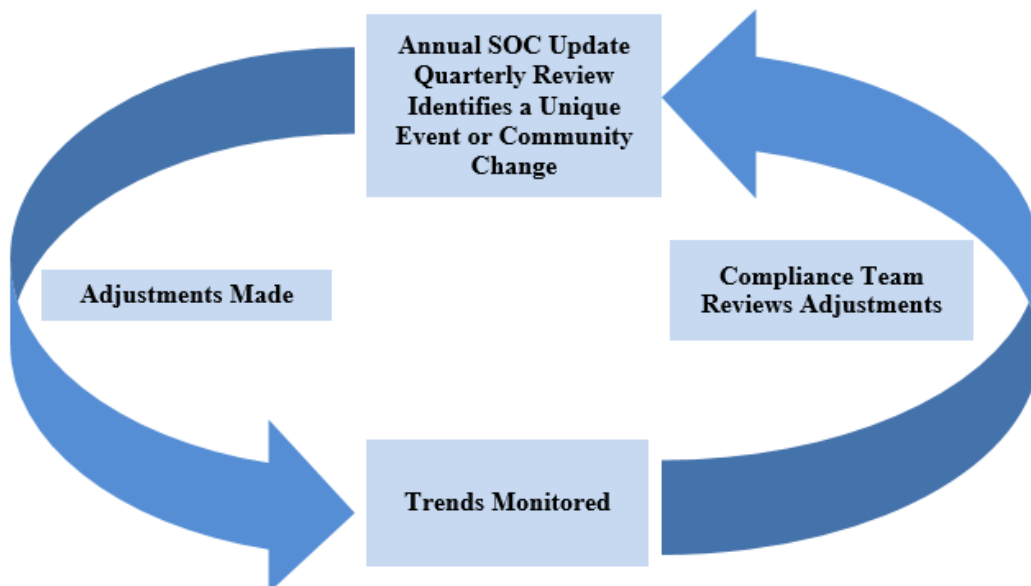 Annual SOC Update
Quarterly Review
Identifies a Unique
Event or Community
Change
Adjustments Made
Compliance Team
Reviews Adjustments
Trends Monitored